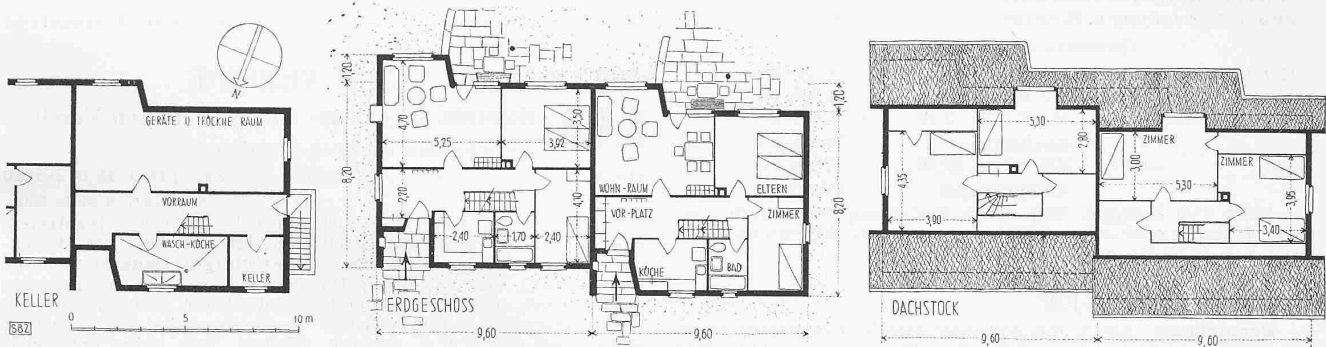 KELLER
GERÄTE U TRÖCKNE RAUM
VORRAUM
WASCH-KÜCHE
KELLER
N
SBZ
0 5 10 m
ERDGESCHOSS
1,20
8,20
4,70
5,25
3,50
3,92
2,20
4,10
2,40
1,70
2,40
WOHN-RAUM
VOR-PLATZ
KÜCHE
BAD
ELTERN
ZIMMER
1,20
8,20
9,60
9,60
DACHSTOCK
4,35
3,90
5,30
2,80
ZIMMER
3,00
5,30
ZIMMER
3,95
3,40
9,60
9,60